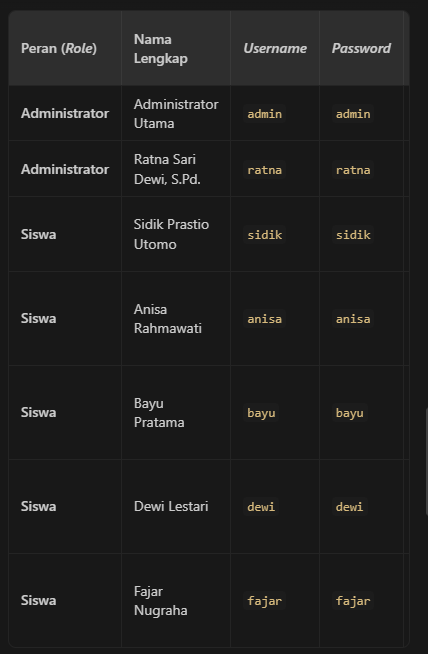 Peran (Role)
Nama
Lengkap
Username
Password
Administrator
Administrator
Utama
admin
admin
Administrator
Ratna Sari
Dewi, S.Pd.
ratna
ratna
Siswa
Sidik Prastio
Utomo
sidik
sidik
Siswa
Anisa
Rahmawati
anisa
anisa
Siswa
Bayu
Pratama
bayu
bayu
Siswa
Dewi Lestari
dewi
dewi
Siswa
Fajar
Nugraha
fajar
fajar